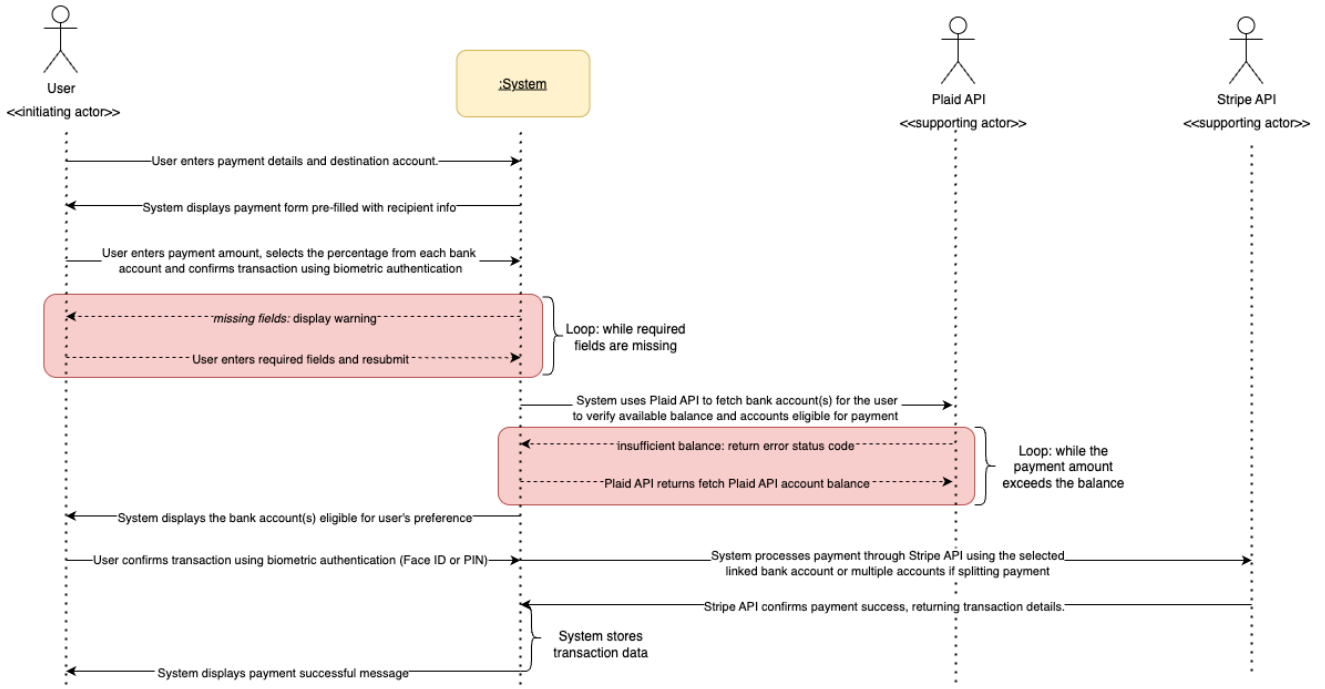 User
<<initiating actor>>
:System
Plaid API
<<supporting actor>>
Stripe API
<<supporting actor>>
User enters payment details and destination account.
System displays payment form pre-filled with recipient info
User enters payment amount, selects the percentage from each bank
account and confirms transaction using biometric authentication
missing fields: display warning
User enters required fields and resubmit
Loop: while required
fields are missing
System uses Plaid API to fetch bank account(s) for the user
to verify available balance and accounts eligible for payment
insufficient balance: return error status code
Plaid API returns fetch Plaid API account balance
Loop: while the
payment amount
exceeds the balance
System displays the bank account(s) eligible for user's preference
User confirms transaction using biometric authentication (Face ID or PIN)
System processes payment through Stripe API using the selected
linked bank account or multiple accounts if splitting payment
Stripe API confirms payment success, returning transaction details.
System stores
transaction data
System displays payment successful message